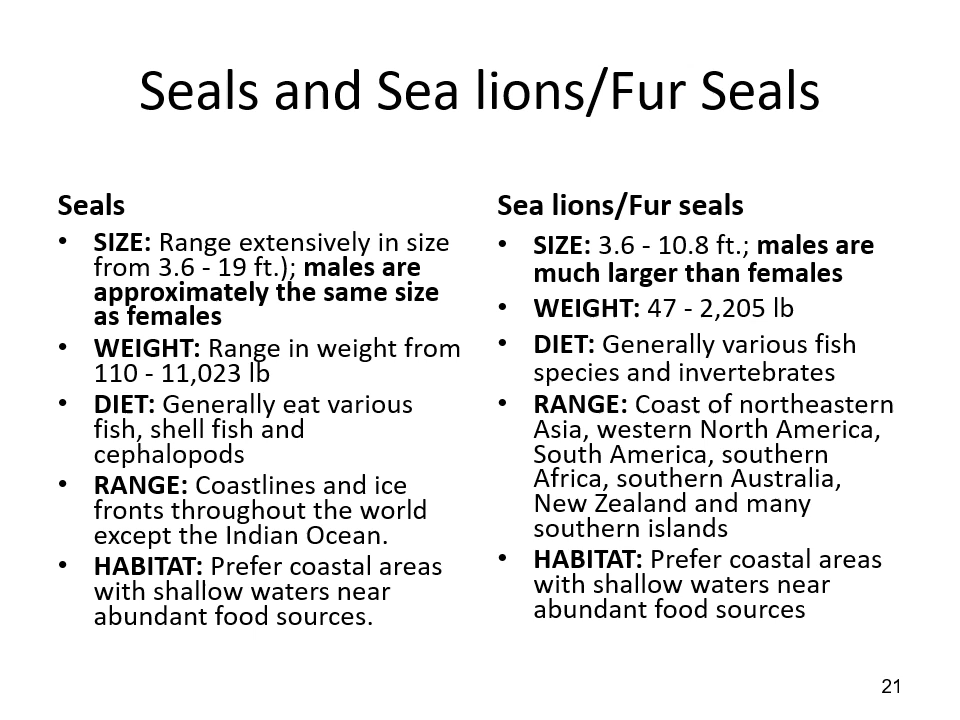 Seals and Sea lions/Fur Seals
Seals
• SIZE: Range extensively in size
from 3.6 - 19 ft.); males are
approximately the same size
as females
• WEIGHT: Range in weight from
110 - 11,023 lb
• DIET: Generally eat various
fish, shell fish and
cephalopods
• RANGE: Coastlines and ice
fronts throughout the world
except the Indian Ocean.
• HABITAT: Prefer coastal areas
with shallow waters near
abundant food sources.
Sea lions/Fur seals
• SIZE: 3.6 - 10.8 ft.; males are
much larger than females
• WEIGHT: 47 - 2,205 lb
• DIET: Generally various fish
species and invertebrates
• RANGE: Coast of northeastern
Asia, western North America,
South America, southern
Africa, southern Australia,
New Zealand and many
southern islands
• HABITAT: Prefer coastal areas
with shallow waters near
abundant food sources
21